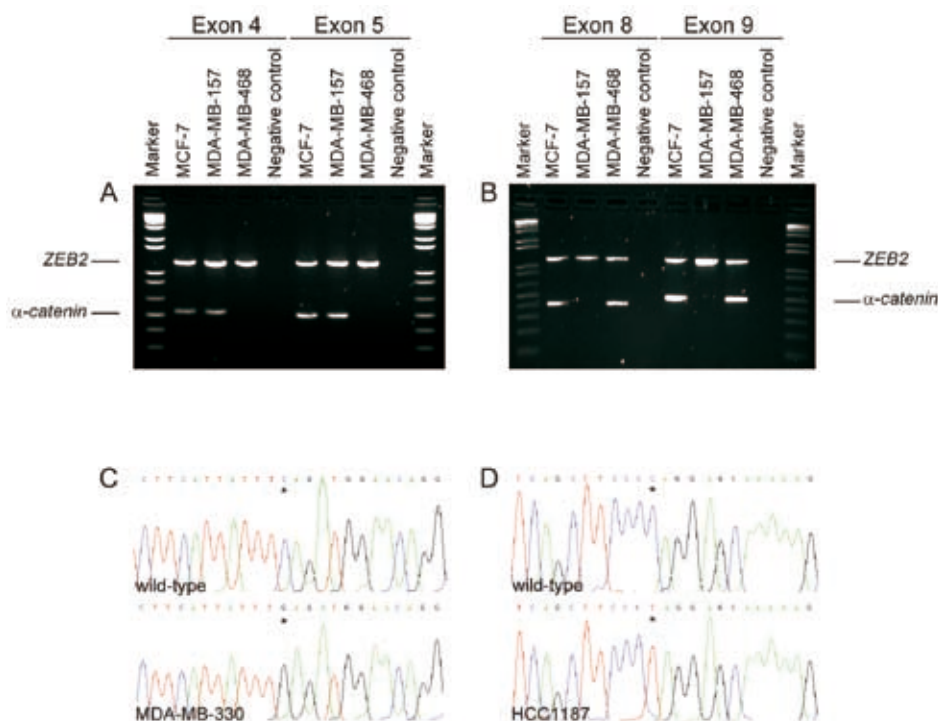 Exon 4 Exon 5 Exon 8 Exon 9
Marker MCF-7 MDA-MB-157 MDA-MB-468 Negative control MCF-7 MDA-MB-157 MDA-MB-468 Negative control Marker
Marker MCF-7 MDA-MB-157 MDA-MB-468 Negative control MCF-7 MDA-MB-157 MDA-MB-468 Negative control Marker
A
B
ZEB2
α-catenin
ZEB2
α-catenin
C
*
wild-type
*
MDA-MB-330
D
*
wild-type
*
HCC1187